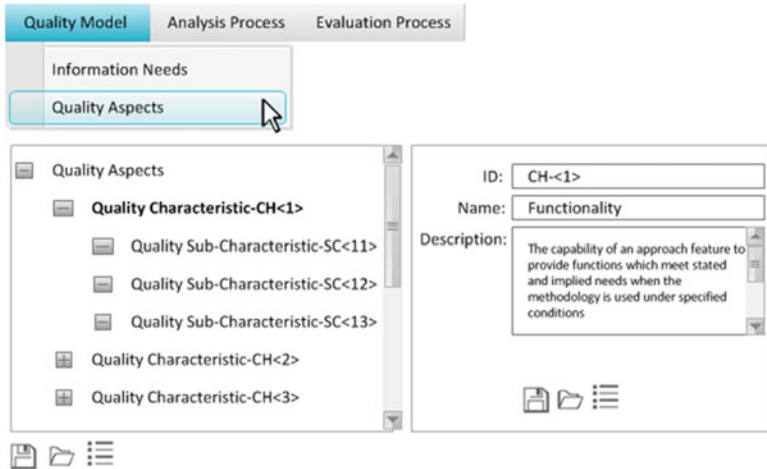 Quality Model Analysis Process Evaluation Process
Information Needs
Quality Aspects
Quality Aspects
Quality Characteristic-CH<1>
Quality Sub-Characteristic-SC<11>
Quality Sub-Characteristic-SC<12>
Quality Sub-Characteristic-SC<13>
Quality Characteristic-CH<2>
Quality Characteristic-CH<3>
ID: CH-<1>
Name: Functionality
Description:
The capability of an approach feature to
provide functions which meet stated
and implied needs when the
methodology is used under specified
conditions